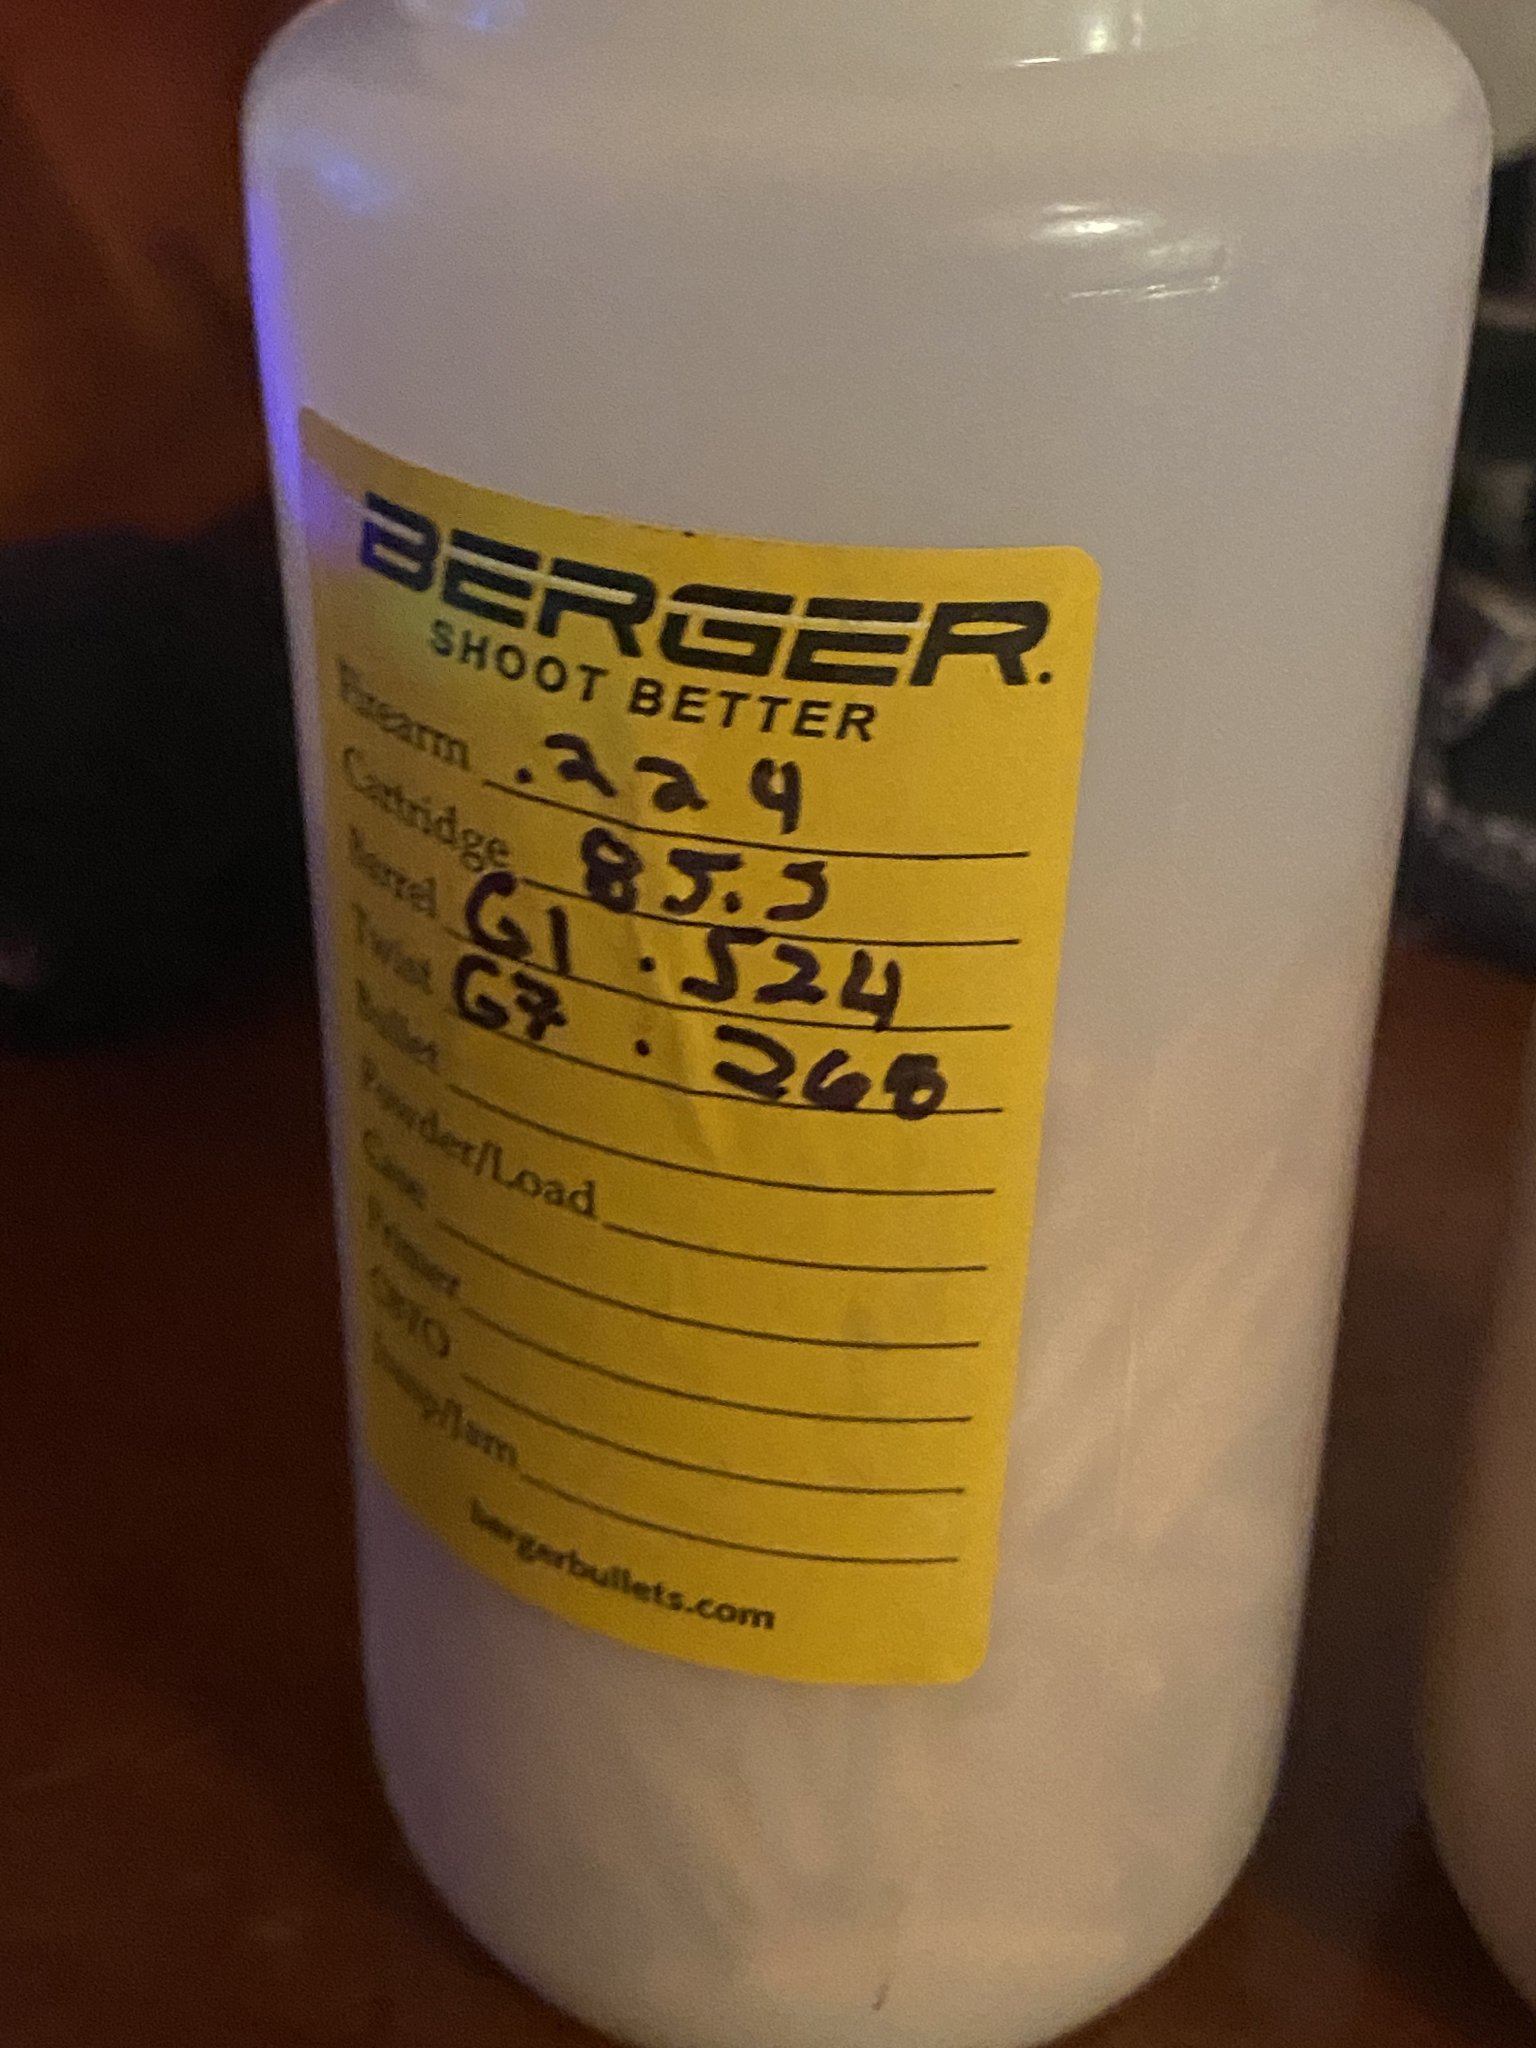 BERGER.
SHOOT BETTER
Firearm .224
Cartridge 85.5
Barrel G1 .524
Twist G7 .268
Bullet
Powder/Load
Case
Primer
CBTO
Jump/Jam
bergerbullets.com